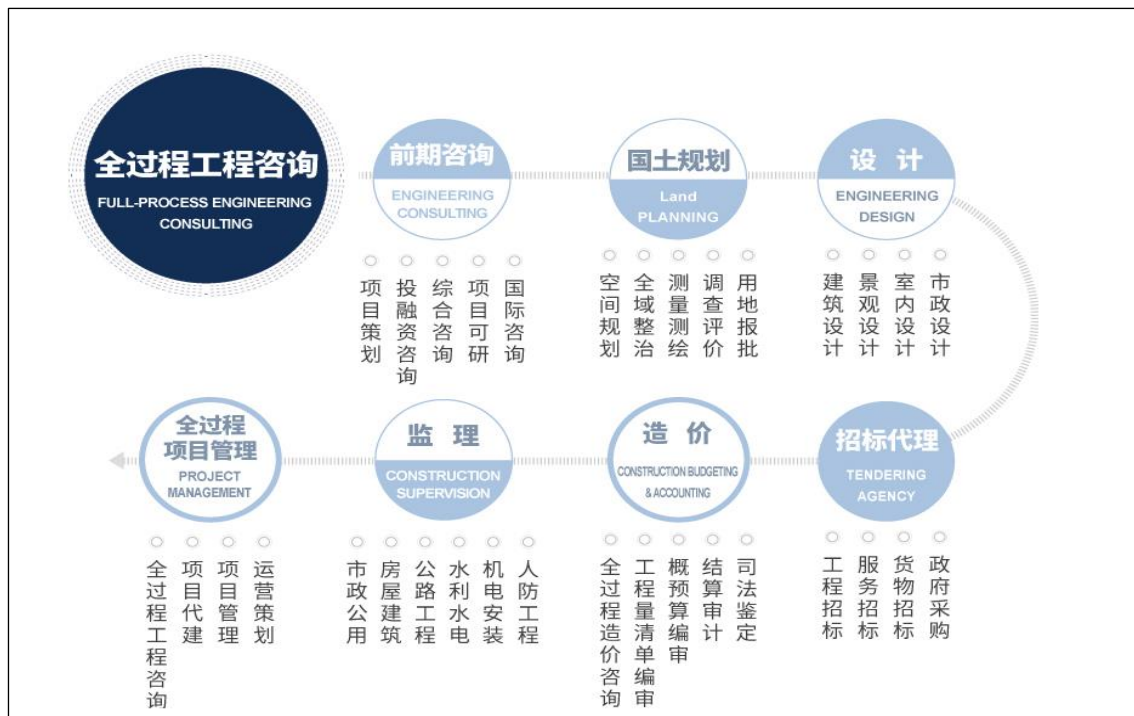 全过程工程咨询
FULL-PROCESS ENGINEERING
CONSULTING
前期咨询
ENGINEERING
CONSULTING
项目策划
投融资咨询
综合咨询
项目可研
国际咨询
国土规划
Land
PLANNING
空间规划
全域整治
测量测绘
调查评价
用地报批
设计
ENGINEERING
DESIGN
建筑设计
景观设计
室内设计
市政设计
招标代理
TENDERING
AGENCY
工程招标
服务招标
货物招标
政府采购
造价
CONSTRUCTION BUDGETING
& ACCOUNTING
全过程造价咨询
工程量清单编审
概预算编审
结算审计
司法鉴定
监理
CONSTRUCTION
SUPERVISION
市政公用
房屋建筑
公路工程
水利水电
机电安装
人防工程
全过程
项目管理
PROJECT
MANAGEMENT
全过程工程咨询
项目代建
项目管理
运营策划